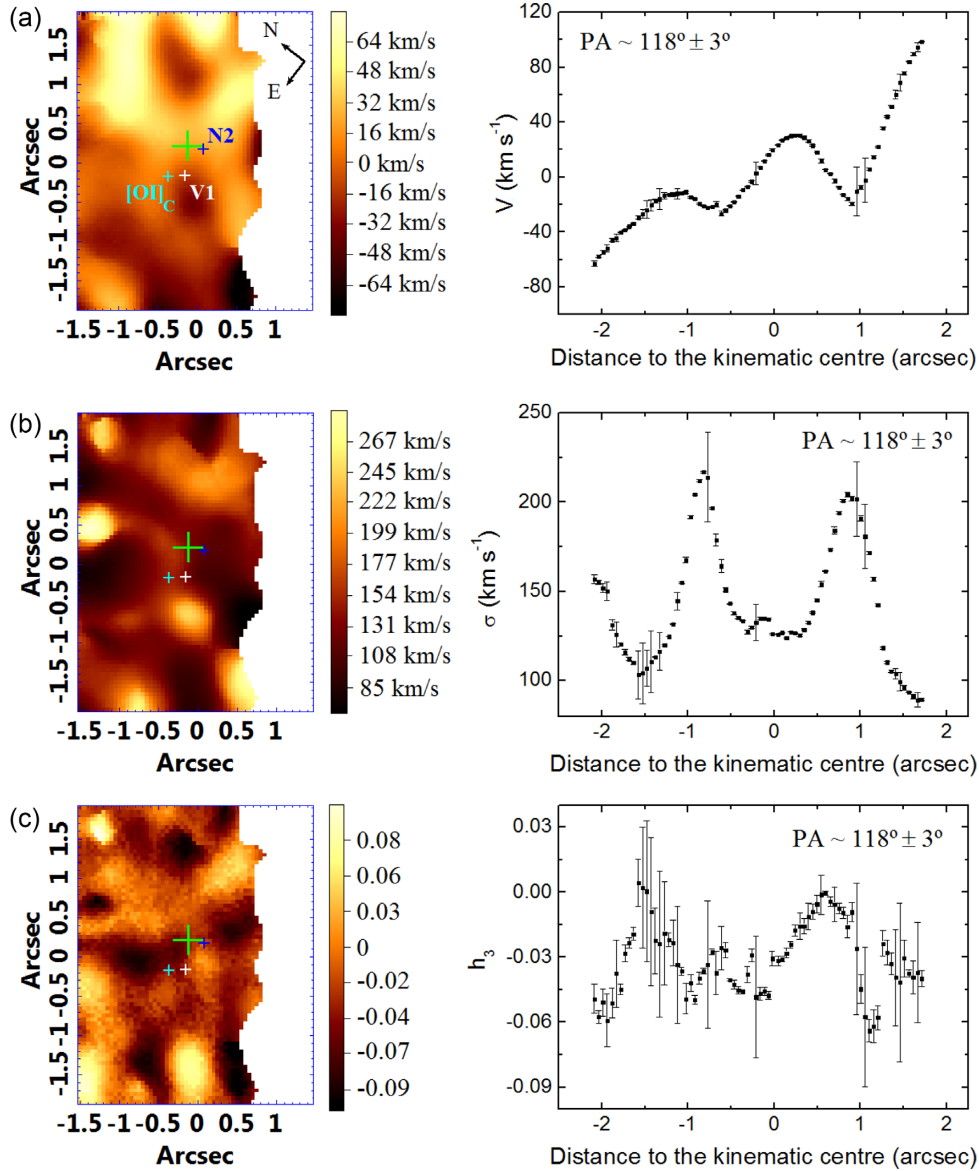 (a)
1.5
1
0.5
0
-0.5
-1
-1.5
Arcsec
-1.5 -1 -0.5 0 0.5 1
Arcsec
N
E
N2
[OI]C
V1
64 km/s
48 km/s
32 km/s
16 km/s
0 km/s
-16 km/s
-32 km/s
-48 km/s
-64 km/s
PA ~ 118º ± 3º
120
80
40
0
-40
-80
V (km s-1)
-2 -1 0 1 2
Distance to the kinematic centre (arcsec)
(b)
1.5
1
0.5
0
-0.5
-1
-1.5
Arcsec
-1.5 -1 -0.5 0 0.5 1
Arcsec
267 km/s
245 km/s
222 km/s
199 km/s
177 km/s
154 km/s
131 km/s
108 km/s
85 km/s
PA ~ 118º ± 3º
250
200
150
100
σ (km s-1)
-2 -1 0 1 2
Distance to the kinematic centre (arcsec)
(c)
1.5
1
0.5
0
-0.5
-1
-1.5
Arcsec
-1.5 -1 -0.5 0 0.5 1
Arcsec
0.08
0.06
0.04
0.02
0
-0.02
-0.04
-0.07
-0.09
PA ~ 118º ± 3º
0.03
0.00
-0.03
-0.06
-0.09
h3
-2 -1 0 1 2
Distance to the kinematic centre (arcsec)